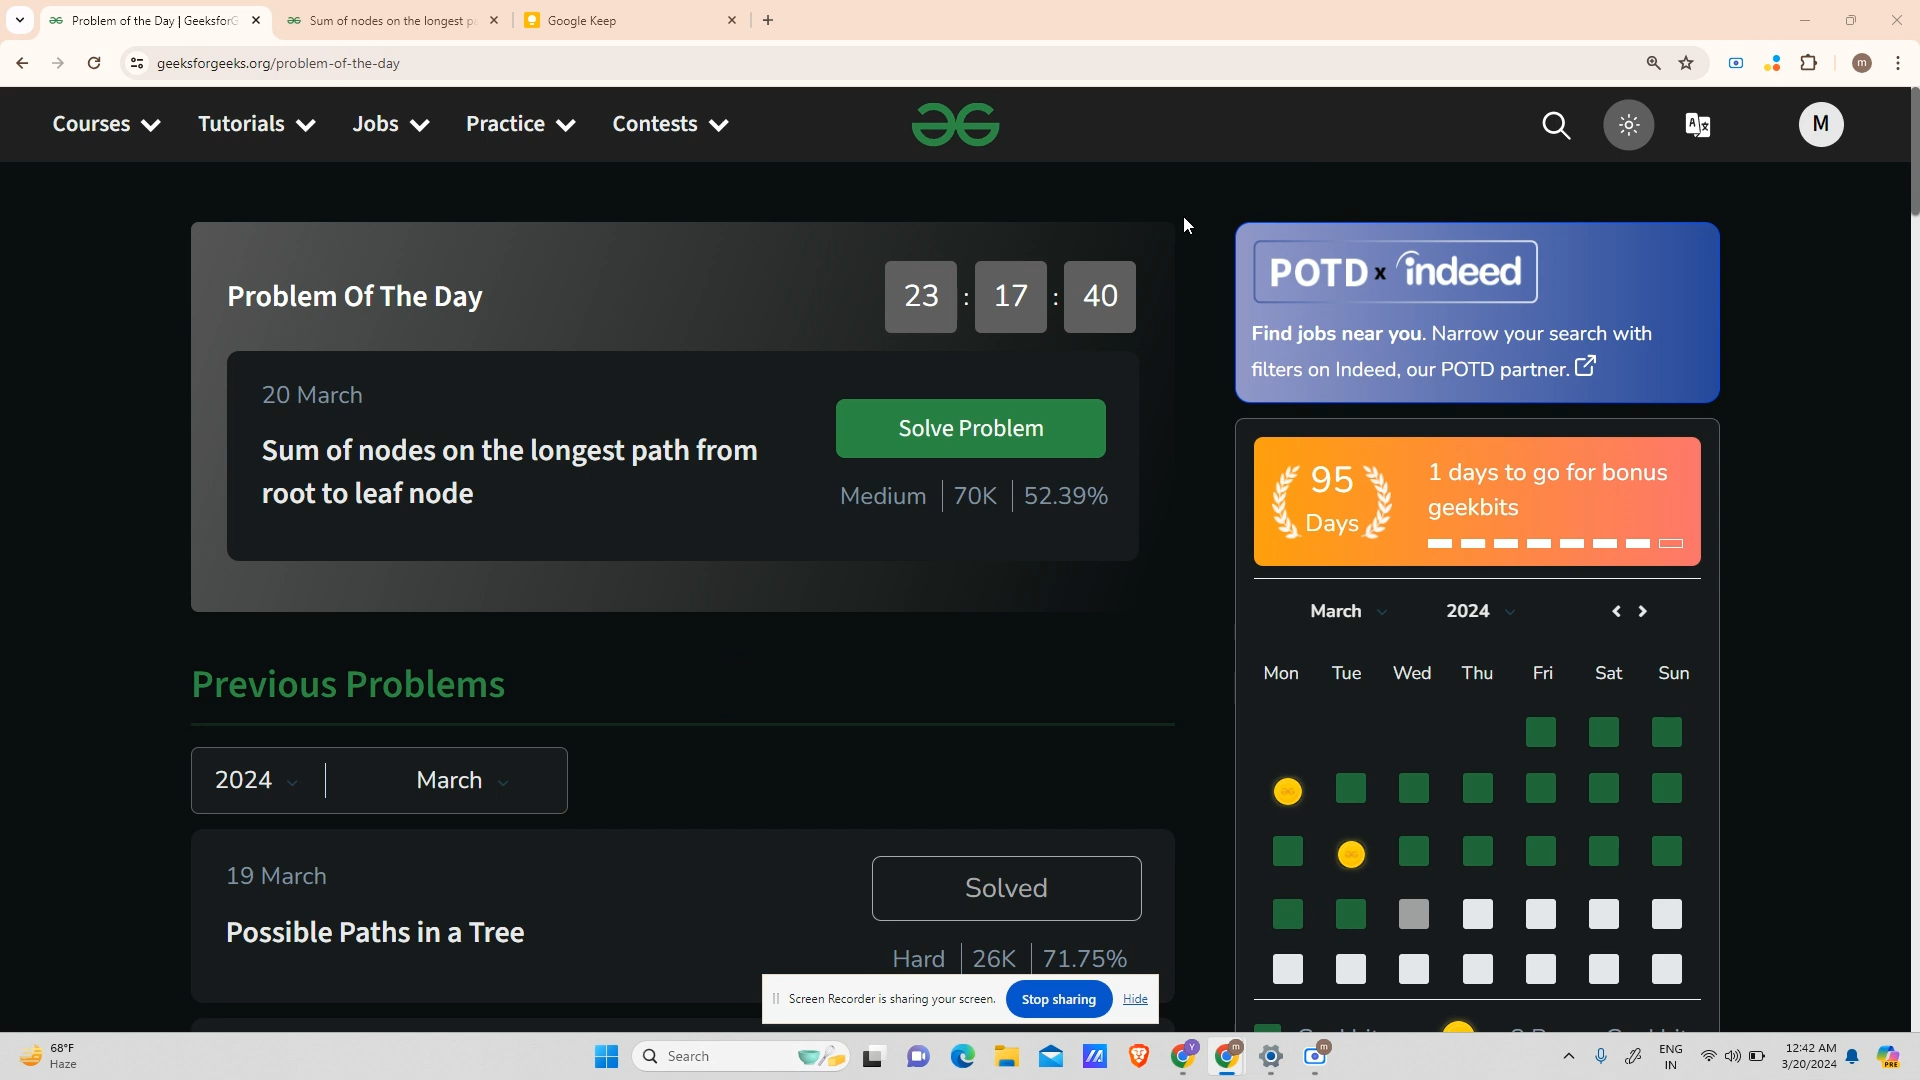 Problem of the Day | GeeksforG
Sum of nodes on the longest p
Google Keep
geeksforgeeks.org/problem-of-the-day
m
Courses
Tutorials
Jobs
Practice
Contests
M
Problem Of The Day
23 : 17 : 40
20 March
Sum of nodes on the longest path from
root to leaf node
Solve Problem
Medium | 70K | 52.39%
POTD x indeed
Find jobs near you. Narrow your search with
filters on Indeed, our POTD partner.
95
Days
1 days to go for bonus
geekbits
March 2024
Mon Tue Wed Thu Fri Sat Sun
Previous Problems
2024 | March
19 March
Possible Paths in a Tree
Solved
Hard | 26K | 71.75%
Screen Recorder is sharing your screen.
Stop sharing
Hide
68°F
Haze
Search
ENG
IN
12:42 AM
3/20/2024
PRE